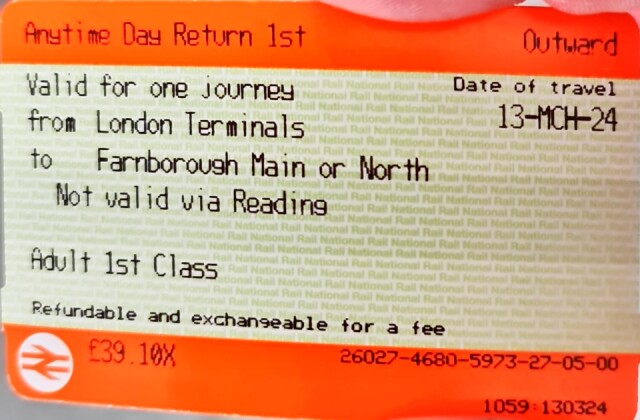 Anytime Day Return 1st Outward
Valid for one journey Date of travel
from London Terminals 13-MCH-24
to Farnborough Main or North
Not valid via Reading
Adult 1st Class
Refundable and exchangeable for a fee
£39.10X 26027-4680-5973-27-05-00
1059:130324